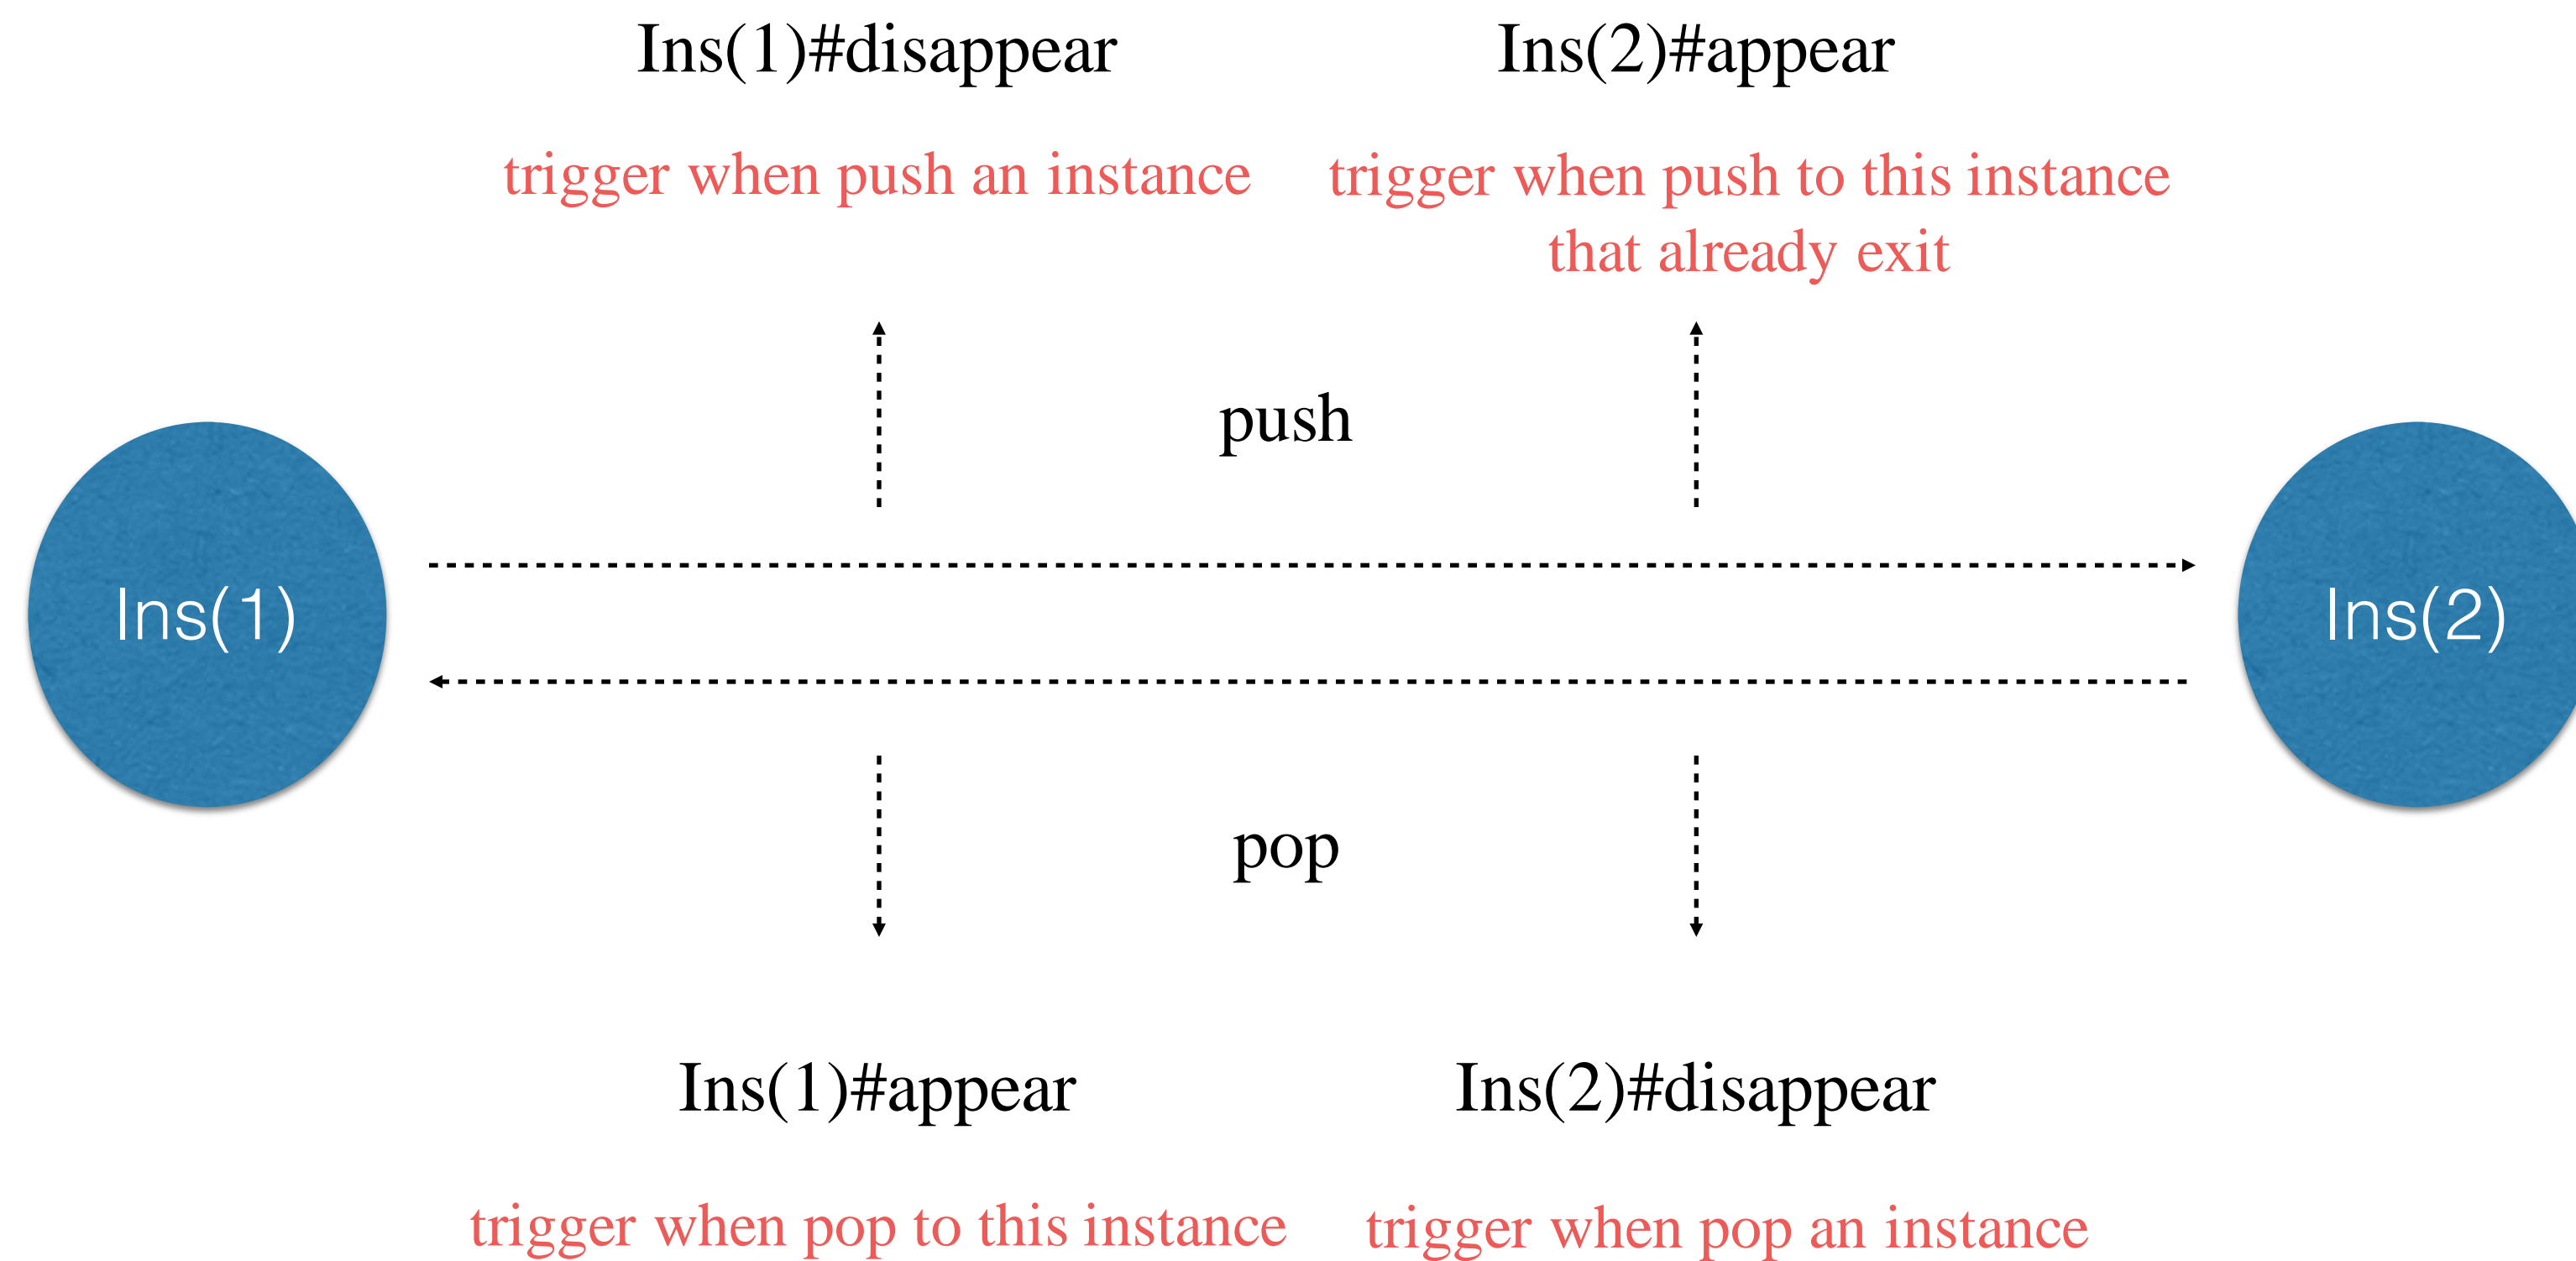 Ins(1)#disappear
Ins(2)#appear
trigger when push an instance
trigger when push to this instance
that already exit
push
Ins(1)
Ins(2)
pop
Ins(1)#appear
Ins(2)#disappear
trigger when pop to this instance
trigger when pop an instance